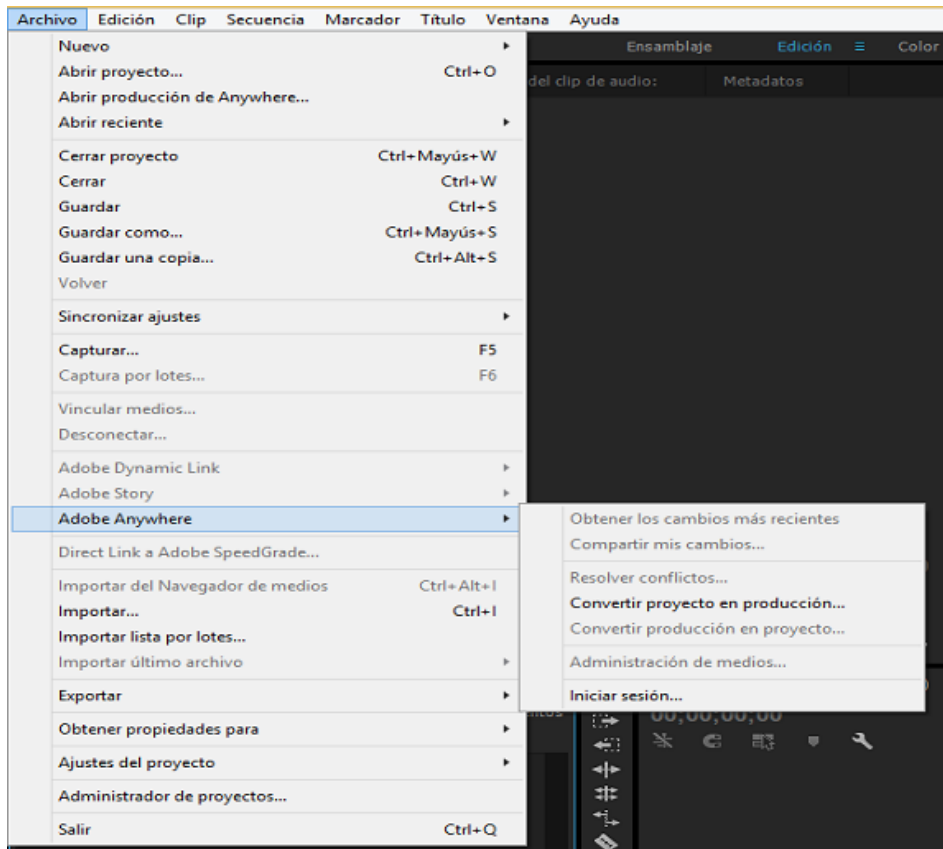 Archivo Edición Clip Secuencia Marcador Título Ventana Ayuda
Ensamblaje Edición Color
del clip de audio: Metadatos
Nuevo
Abrir proyecto... Ctrl+O
Abrir producción de Anywhere...
Abrir reciente
Cerrar proyecto Ctrl+Mayús+W
Cerrar Ctrl+W
Guardar Ctrl+S
Guardar como... Ctrl+Mayús+S
Guardar una copia... Ctrl+Alt+S
Volver
Sincronizar ajustes
Capturar... F5
Captura por lotes... F6
Vincular medios...
Desconectar...
Adobe Dynamic Link
Adobe Story
Adobe Anywhere
Direct Link a Adobe SpeedGrade...
Importar del Navegador de medios Ctrl+Alt+I
Importar... Ctrl+I
Importar lista por lotes...
Importar último archivo
Exportar
Obtener propiedades para
Ajustes del proyecto
Administrador de proyectos...
Salir Ctrl+Q
Obtener los cambios más recientes
Compartir mis cambios...
Resolver conflictos...
Convertir proyecto en producción...
Convertir producción en proyecto...
Administración de medios...
Iniciar sesión...
00;00;00;00